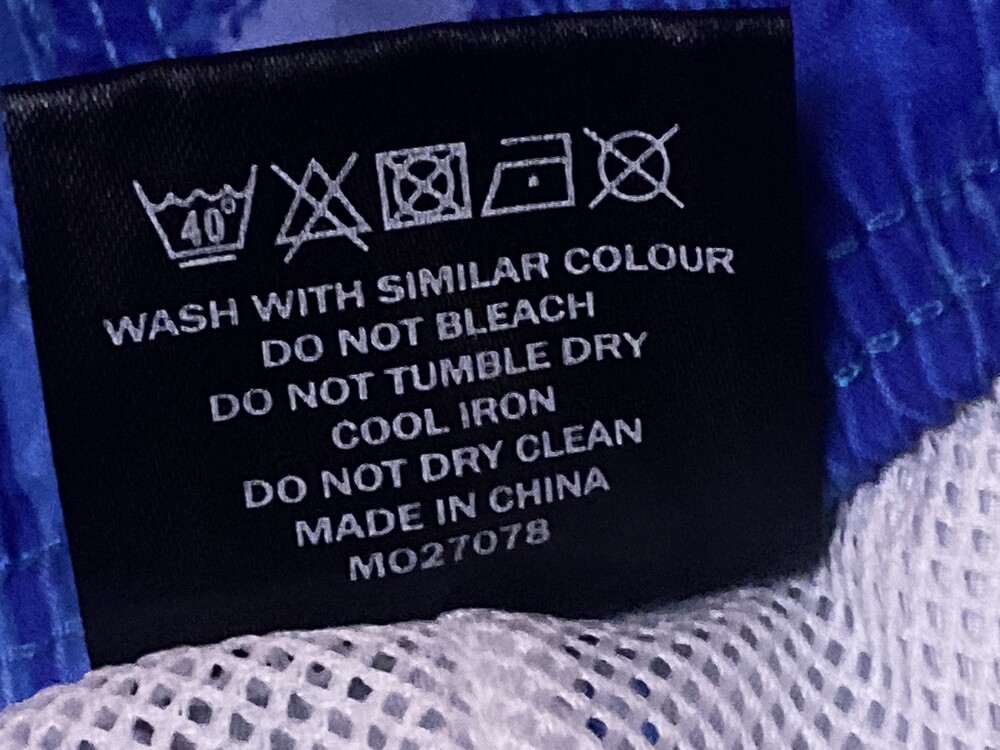 40°
WASH WITH SIMILAR COLOUR
DO NOT BLEACH
DO NOT TUMBLE DRY
COOL IRON
DO NOT DRY CLEAN
MADE IN CHINA
MO27078